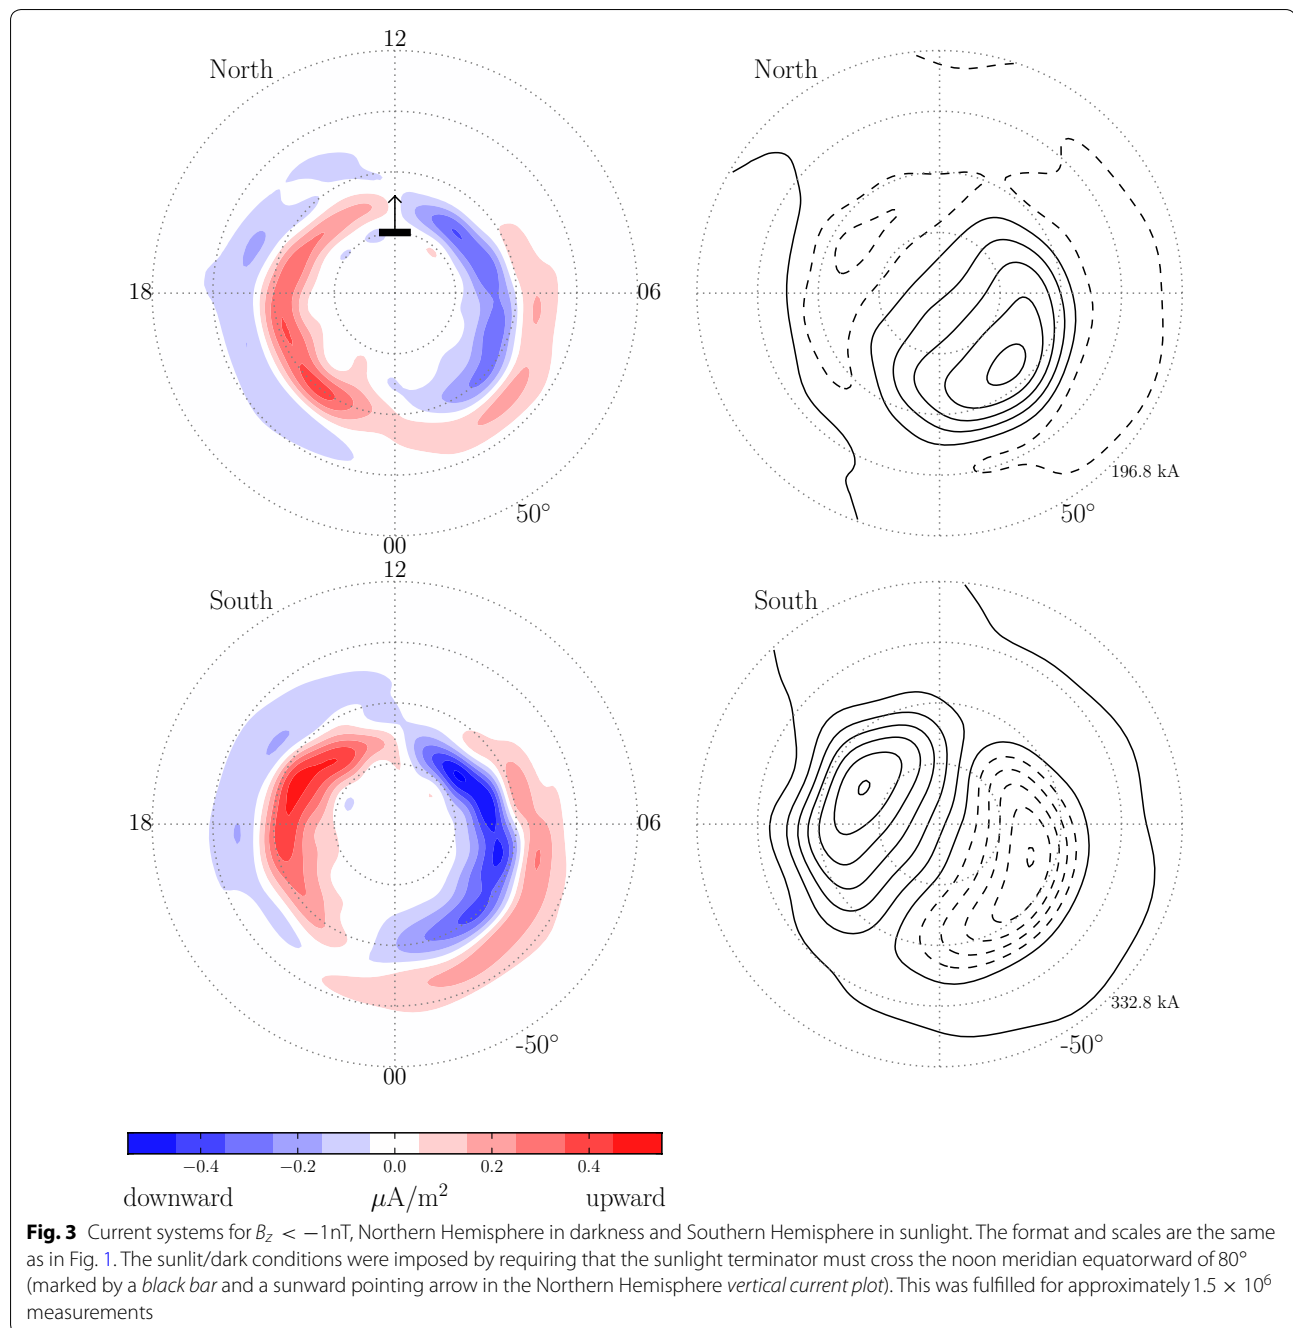 12
North
18
06
50°
00
North
196.8 kA
50°
12
South
18
06
-50°
00
South
332.8 kA
-50°
−0.4 −0.2 0.0 0.2 0.4
downward μA/m² upward
Fig. 3 Current systems for B_z < −1nT, Northern Hemisphere in darkness and Southern Hemisphere in sunlight. The format and scales are the same
as in Fig. 1. The sunlit/dark conditions were imposed by requiring that the sunlight terminator must cross the noon meridian equatorward of 80°
(marked by a black bar and a sunward pointing arrow in the Northern Hemisphere vertical current plot). This was fulfilled for approximately 1.5 × 10⁶
measurements